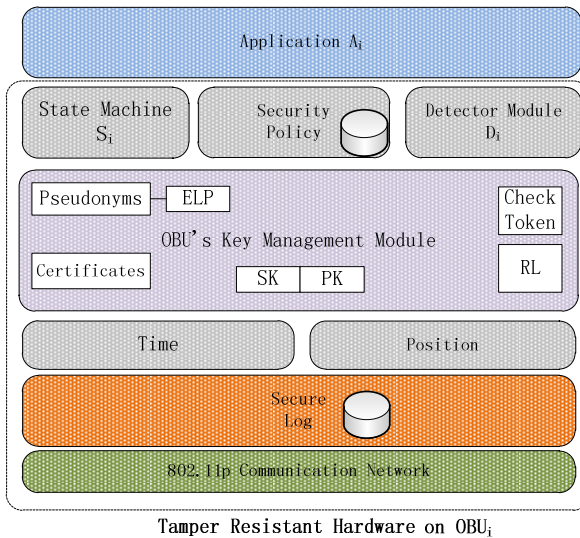 Application Aᵢ
State Machine
Sᵢ
Security
Policy
Detector Module
Dᵢ
Pseudonyms
ELP
Check
Token
OBU's Key Management Module
Certificates
SK
PK
RL
Time
Position
Secure
Log
802.11p Communication Network
Tamper Resistant Hardware on OBUᵢ